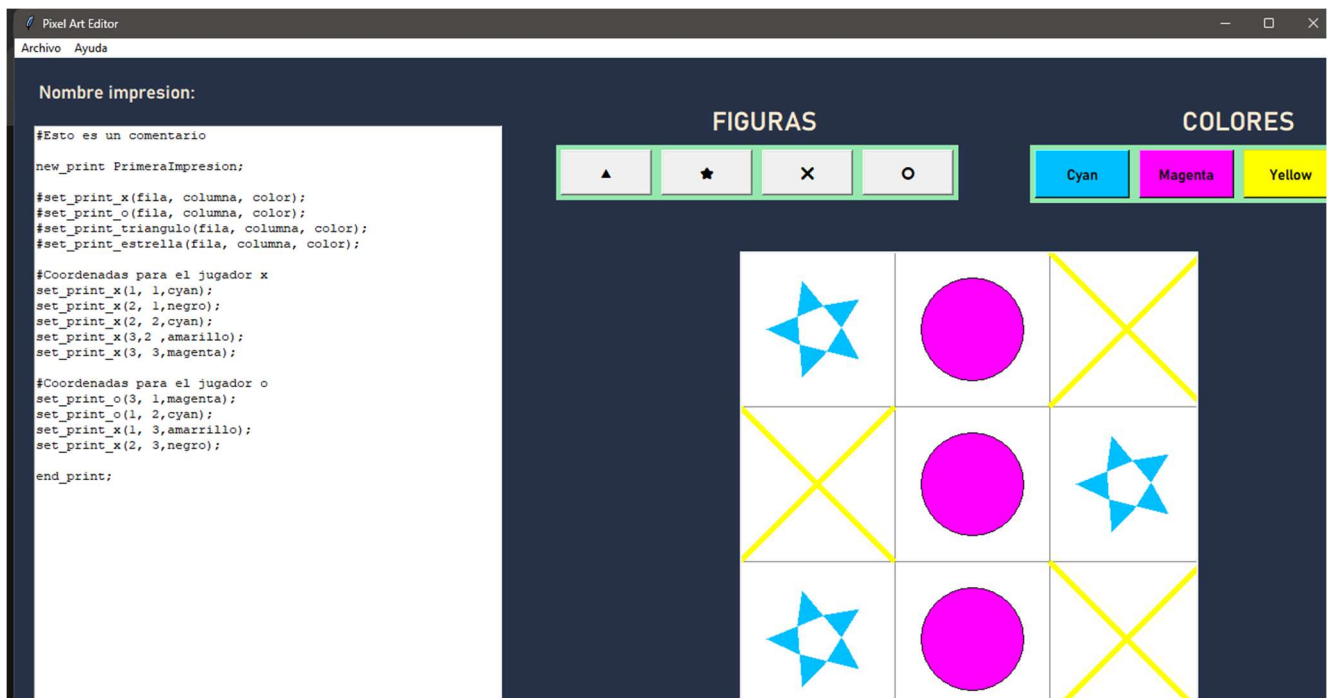 Pixel Art Editor
Archivo Ayuda
Nombre impresion:
#Esto es un comentario
new_print PrimeraImpresion;
#set_print_x(fila, columna, color);
#set_print_o(fila, columna, color);
#set_print_triangulo(fila, columna, color);
#set_print_estrella(fila, columna, color);
#Coordenadas para el jugador x
set_print_x(1, 1,cyan);
set_print_x(2, 1,negro);
set_print_x(2, 2,cyan);
set_print_x(3,2 ,amarillo);
set_print_x(3, 3,magenta);
#Coordenadas para el jugador o
set_print_o(3, 1,magenta);
set_print_o(1, 2,cyan);
set_print_x(1, 3,amarrillo);
set_print_x(2, 3,negro);
end_print;
FIGURAS
COLORES
Cyan Magenta Yellow